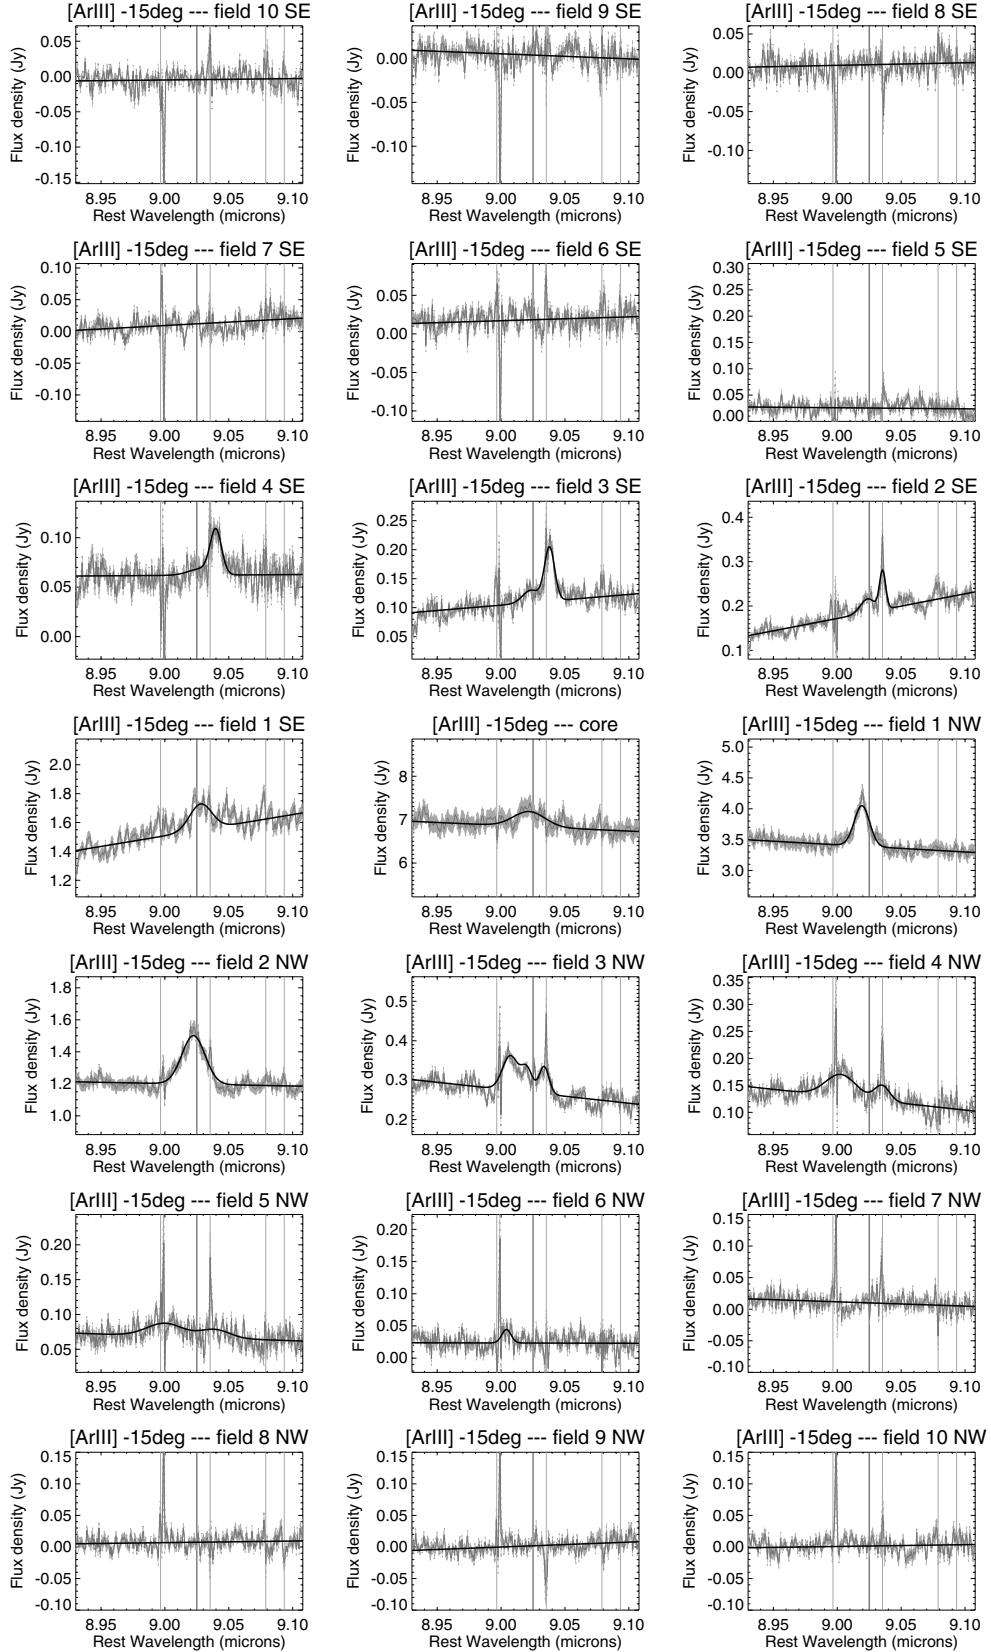 [ArIII] -15deg --- field 10 SE
Flux density (Jy)
0.05
0.00
-0.05
-0.10
-0.15
8.95 9.00 9.05 9.10
Rest Wavelength (microns)
[ArIII] -15deg --- field 9 SE
Flux density (Jy)
0.00
-0.05
-0.10
8.95 9.00 9.05 9.10
Rest Wavelength (microns)
[ArIII] -15deg --- field 8 SE
Flux density (Jy)
0.05
0.00
-0.05
-0.10
8.95 9.00 9.05 9.10
Rest Wavelength (microns)
[ArIII] -15deg --- field 7 SE
Flux density (Jy)
0.10
0.05
0.00
-0.05
-0.10
8.95 9.00 9.05 9.10
Rest Wavelength (microns)
[ArIII] -15deg --- field 6 SE
Flux density (Jy)
0.05
0.00
-0.05
-0.10
8.95 9.00 9.05 9.10
Rest Wavelength (microns)
[ArIII] -15deg --- field 5 SE
Flux density (Jy)
0.30
0.25
0.20
0.15
0.10
0.05
0.00
8.95 9.00 9.05 9.10
Rest Wavelength (microns)
[ArIII] -15deg --- field 4 SE
Flux density (Jy)
0.10
0.05
0.00
8.95 9.00 9.05 9.10
Rest Wavelength (microns)
[ArIII] -15deg --- field 3 SE
Flux density (Jy)
0.25
0.20
0.15
0.10
0.05
8.95 9.00 9.05 9.10
Rest Wavelength (microns)
[ArIII] -15deg --- field 2 SE
Flux density (Jy)
0.4
0.3
0.2
0.1
8.95 9.00 9.05 9.10
Rest Wavelength (microns)
[ArIII] -15deg --- field 1 SE
Flux density (Jy)
2.0
1.8
1.6
1.4
1.2
8.95 9.00 9.05 9.10
Rest Wavelength (microns)
[ArIII] -15deg --- core
Flux density (Jy)
8
7
6
8.95 9.00 9.05 9.10
Rest Wavelength (microns)
[ArIII] -15deg --- field 1 NW
Flux density (Jy)
5.0
4.5
4.0
3.5
3.0
8.95 9.00 9.05 9.10
Rest Wavelength (microns)
[ArIII] -15deg --- field 2 NW
Flux density (Jy)
1.8
1.6
1.4
1.2
1.0
8.95 9.00 9.05 9.10
Rest Wavelength (microns)
[ArIII] -15deg --- field 3 NW
Flux density (Jy)
0.5
0.4
0.3
0.2
8.95 9.00 9.05 9.10
Rest Wavelength (microns)
[ArIII] -15deg --- field 4 NW
Flux density (Jy)
0.35
0.30
0.25
0.20
0.15
0.10
8.95 9.00 9.05 9.10
Rest Wavelength (microns)
[ArIII] -15deg --- field 5 NW
Flux density (Jy)
0.20
0.15
0.10
0.05
8.95 9.00 9.05 9.10
Rest Wavelength (microns)
[ArIII] -15deg --- field 6 NW
Flux density (Jy)
0.20
0.15
0.10
0.05
0.00
8.95 9.00 9.05 9.10
Rest Wavelength (microns)
[ArIII] -15deg --- field 7 NW
Flux density (Jy)
0.15
0.10
0.05
0.00
-0.05
-0.10
8.95 9.00 9.05 9.10
Rest Wavelength (microns)
[ArIII] -15deg --- field 8 NW
Flux density (Jy)
0.15
0.10
0.05
0.00
-0.05
-0.10
8.95 9.00 9.05 9.10
Rest Wavelength (microns)
[ArIII] -15deg --- field 9 NW
Flux density (Jy)
0.15
0.10
0.05
0.00
-0.05
-0.10
8.95 9.00 9.05 9.10
Rest Wavelength (microns)
[ArIII] -15deg --- field 10 NW
Flux density (Jy)
0.15
0.10
0.05
0.00
-0.05
-0.10
8.95 9.00 9.05 9.10
Rest Wavelength (microns)